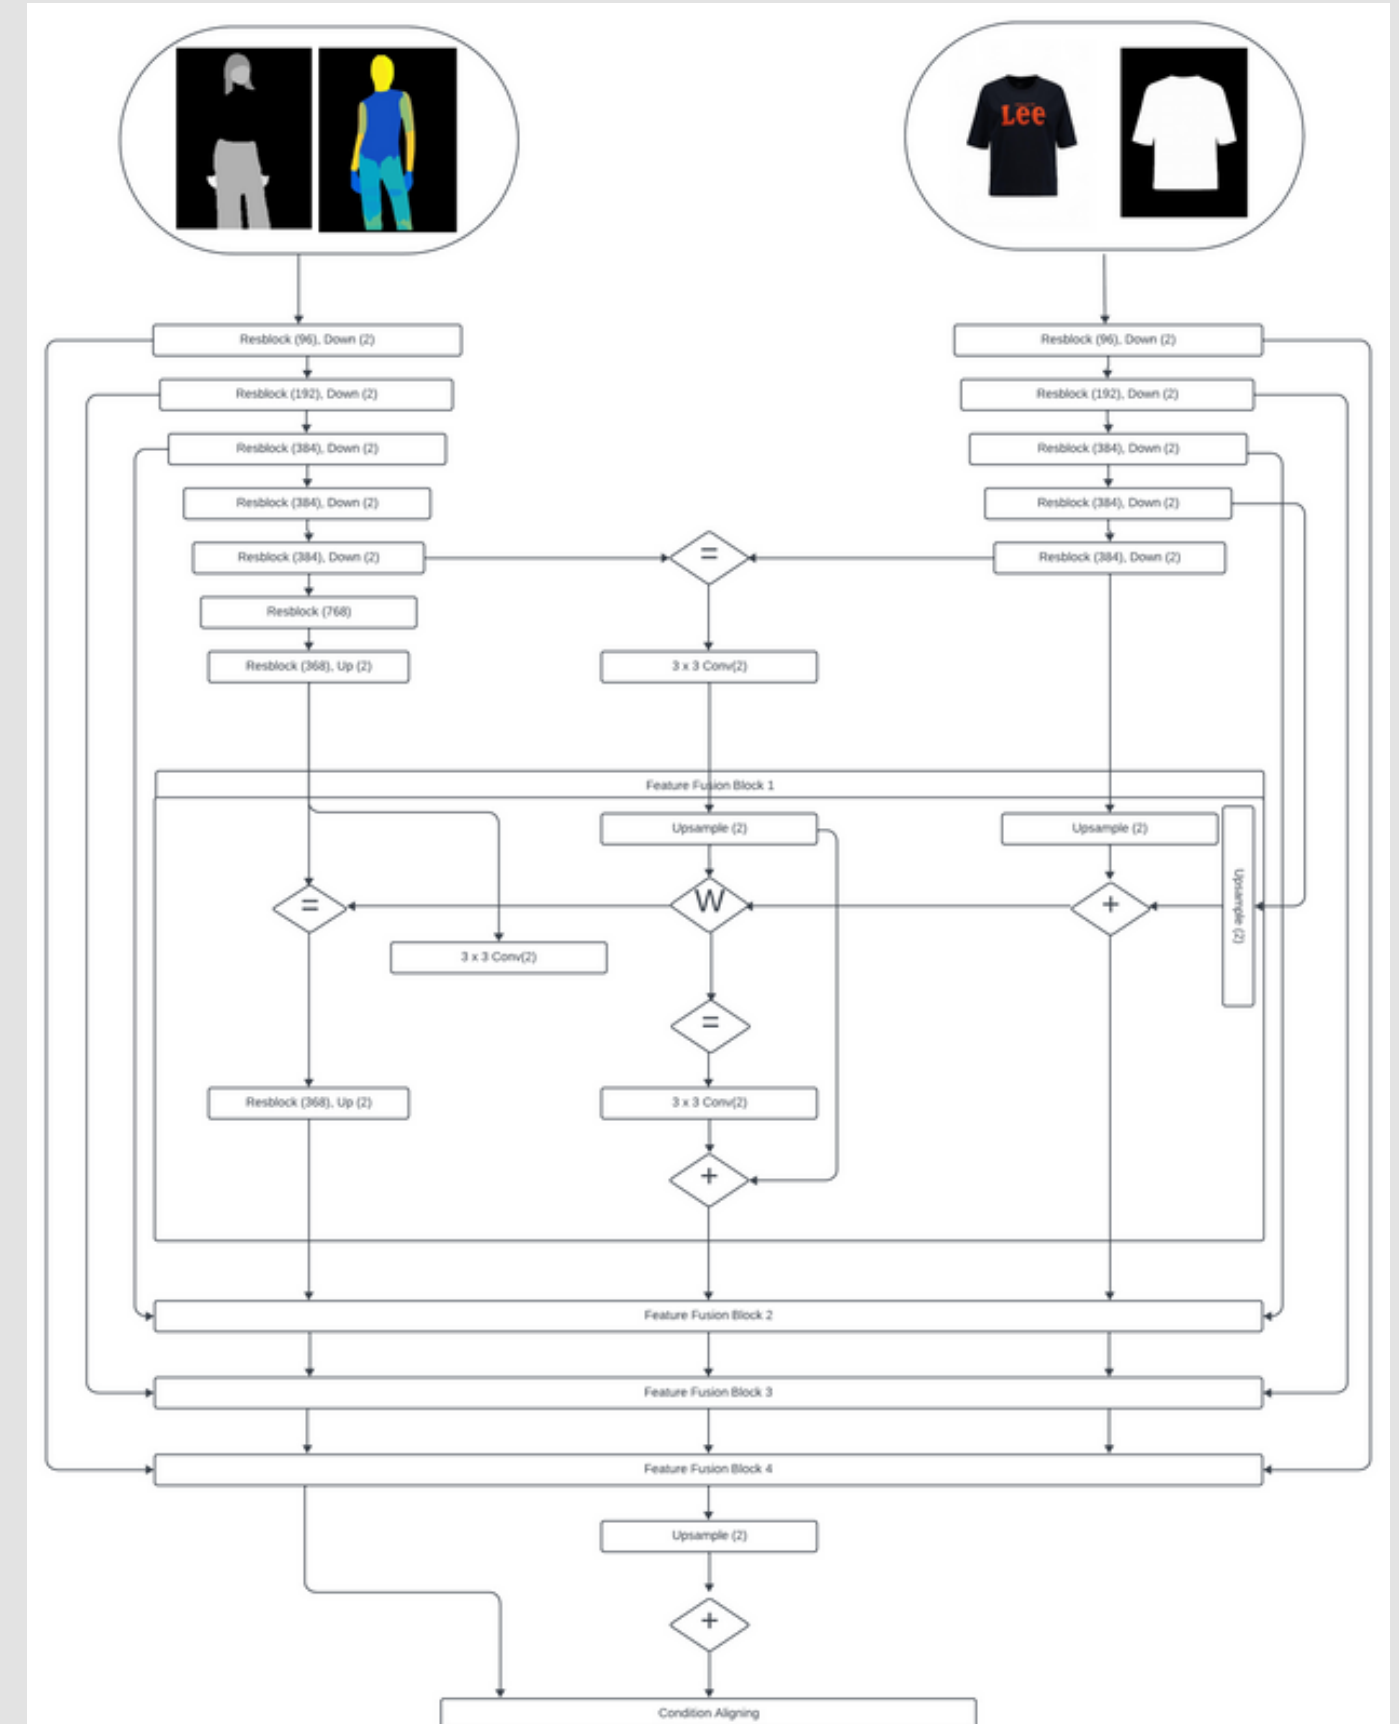 Lee
Resblock (96), Down (2)
Resblock (96), Down (2)
Resblock (192), Down (2)
Resblock (192), Down (2)
Resblock (384), Down (2)
Resblock (384), Down (2)
Resblock (384), Down (2)
Resblock (384), Down (2)
Resblock (384), Down (2)
=
Resblock (384), Down (2)
Resblock (768)
Resblock (368), Up (2)
3 x 3 Conv(2)
Feature Fusion Block 1
Upsample (2)
Upsample (2)
=
W
+
Upsample (2)
3 x 3 Conv(2)
=
Resblock (368), Up (2)
3 x 3 Conv(2)
+
Feature Fusion Block 2
Feature Fusion Block 3
Feature Fusion Block 4
Upsample (2)
+
Condition Aligning